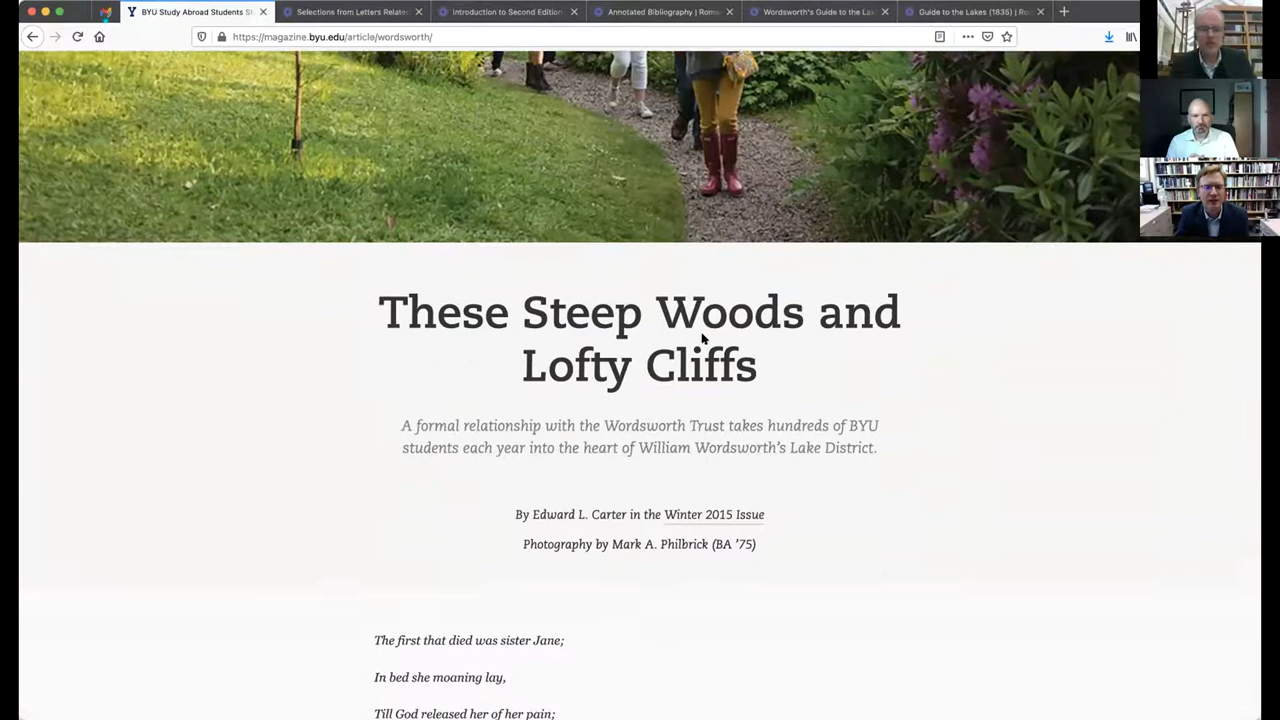 BYU Study Abroad Students S
Selections from Letters Relate
Introduction to Second Edition
Annotated Bibliography | Rom
Wordsworth's Guide to the La
Guide to the Lakes (1835) | Ro
https://magazine.byu.edu/article/wordsworth/
These Steep Woods and
Lofty Cliffs
A formal relationship with the Wordsworth Trust takes hundreds of BYU
students each year into the heart of William Wordsworth's Lake District.
By Edward L. Carter in the Winter 2015 Issue
Photography by Mark A. Philbrick (BA '75)
The first that died was sister Jane;
In bed she moaning lay,
Till God released her of her pain;